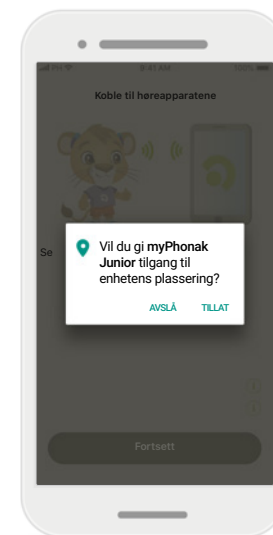 9:41 AM
100%
Koble til høreapparatene
Se
Vil du gi myPhonak
Junior tilgang til
enhetens plassering?
AVSLÅ TILLAT
Fortsett